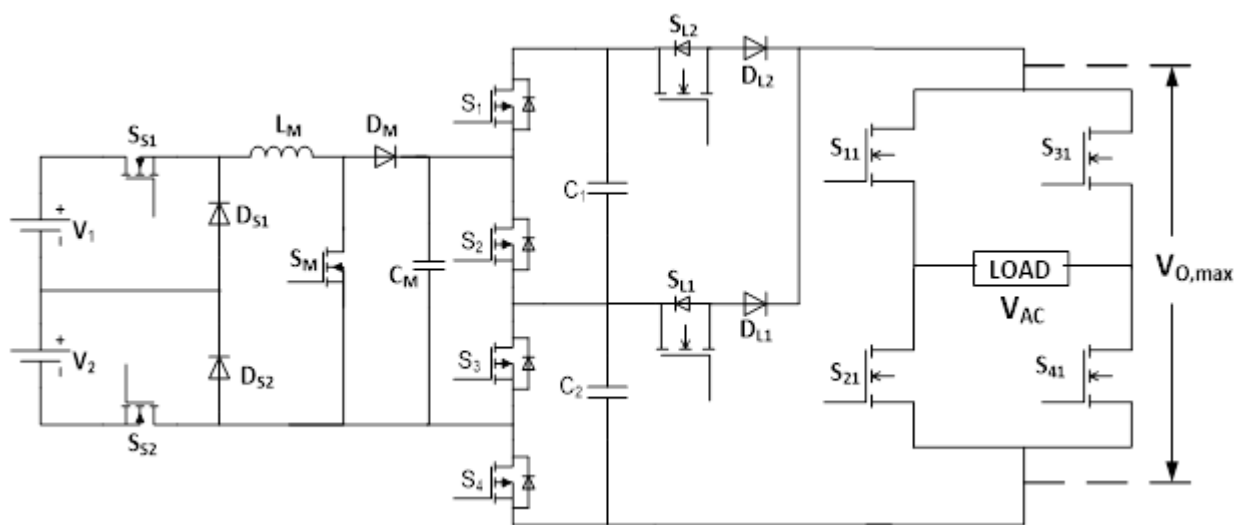 S_L2
D_L2
S_1
L_M
D_M
S_S1
S_11
S_31
+
V_1
-
D_S1
C_1
S_2
S_M
C_M
S_L1
LOAD
V_O,max
V_AC
D_L1
+
V_2
-
D_S2
S_3
C_2
S_21
S_41
S_S2
S_4